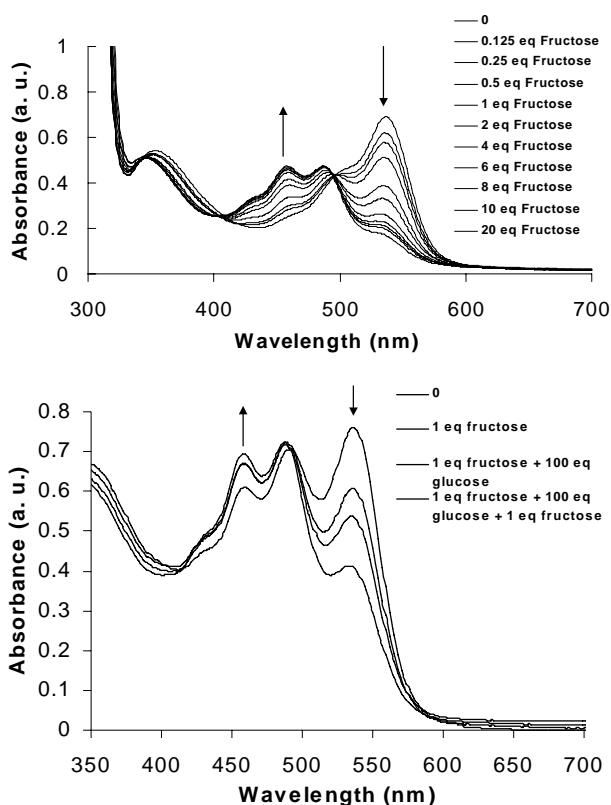 1
0.8
0.6
0.4
0.2
0
300
400
500
600
700
Absorbance (a. u.)
Wavelength (nm)
0
0.125 eq Fructose
0.25 eq Fructose
0.5 eq Fructose
1 eq Fructose
2 eq Fructose
4 eq Fructose
6 eq Fructose
8 eq Fructose
10 eq Fructose
20 eq Fructose
0.8
0.7
0.6
0.5
0.4
0.3
0.2
0.1
0
350
400
450
500
550
600
650
700
Absorbance (a. u.)
Wavelength (nm)
0
1 eq fructose
1 eq fructose + 100 eq
glucose
1 eq fructose + 100 eq
glucose + 1 eq fructose